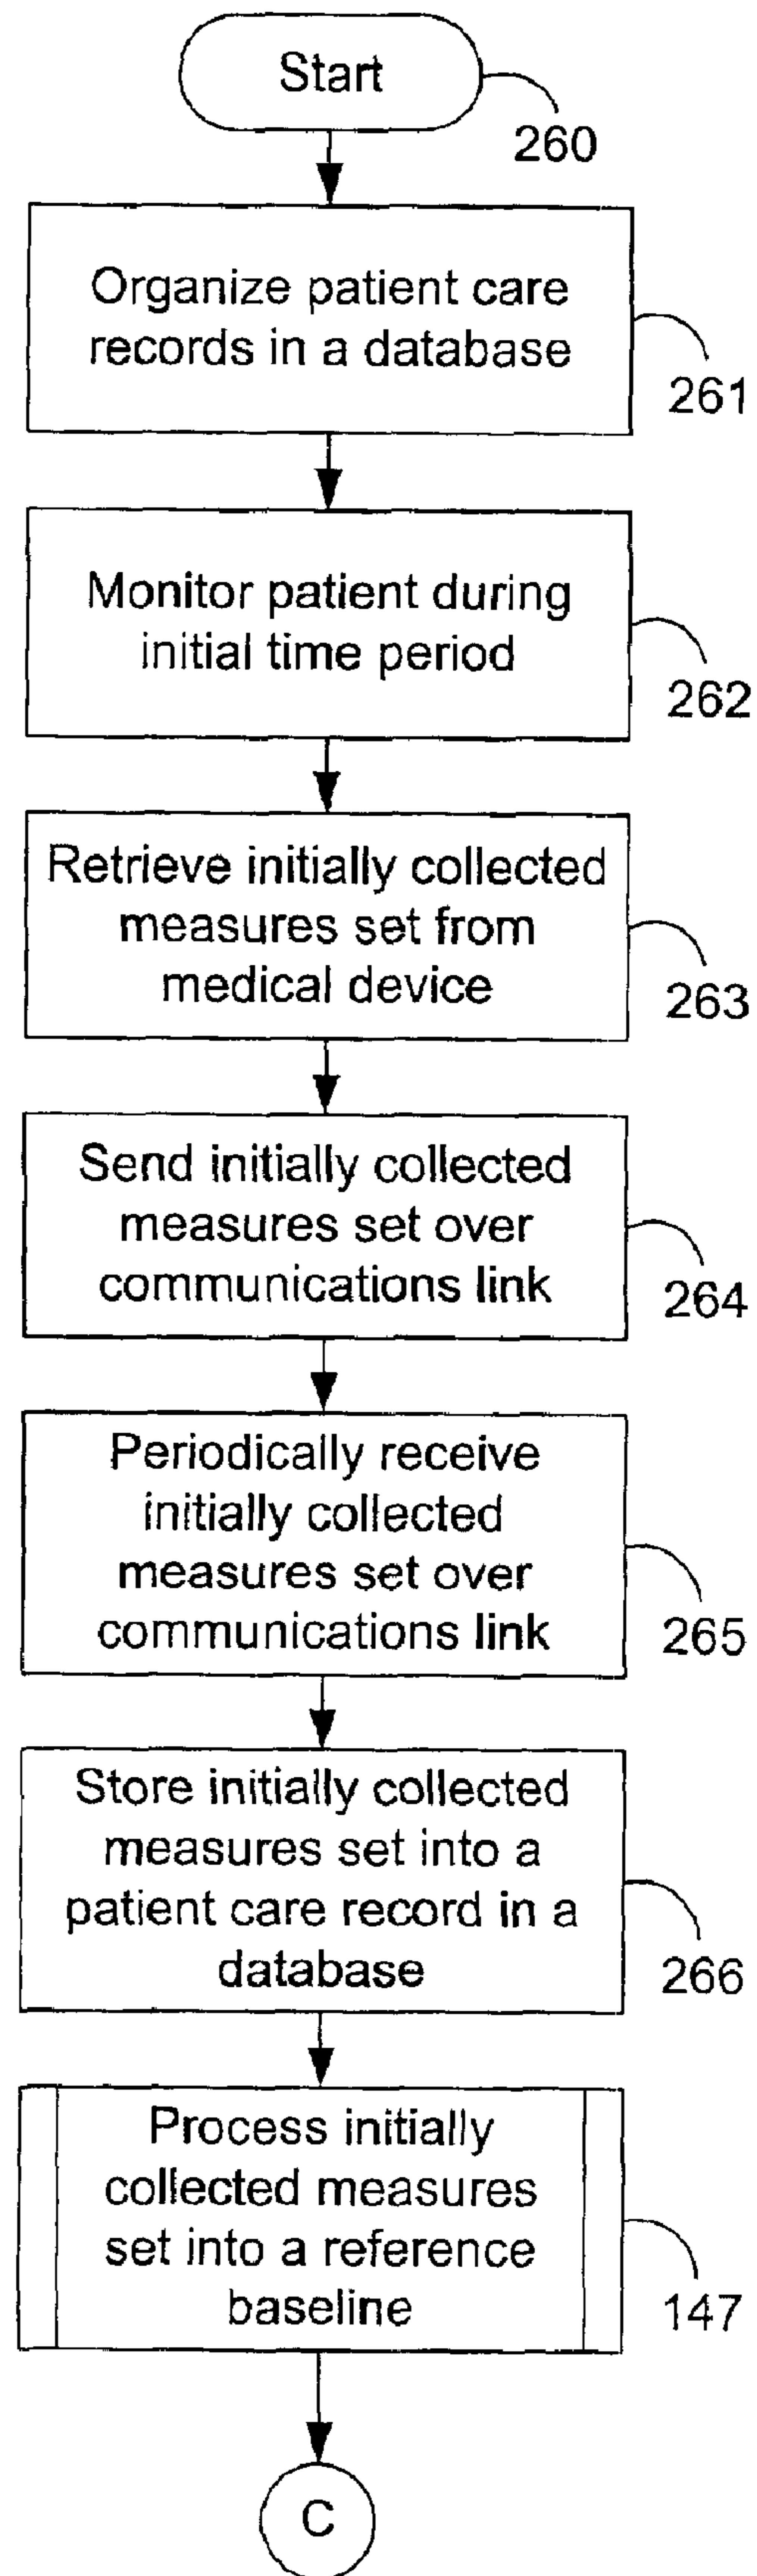 Start
260
Organize patient care
records in a database
261
Monitor patient during
initial time period
262
Retrieve initially collected
measures set from
medical device
263
Send initially collected
measures set over
communications link
264
Periodically receive
initially collected
measures set over
communications link
265
Store initially collected
measures set into a
patient care record in a
database
266
Process initially
collected measures
set into a reference
baseline
147
C